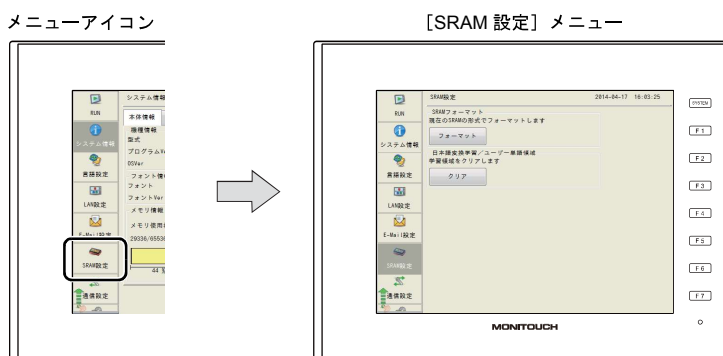 メニューアイコン
[SRAM 設定] メニュー
RUN
システム情報
言語設定
LAN設定
E-Mail設定
SRAM設定
通信設定
システム情報
本体情報
機種情報
型式
プログラムVe
OSVer
フォント情
フォント
フォントVer
メモリ情報
メモリ使用
29336/65536
44
RUN
システム情報
言語設定
LAN設定
E-Mail設定
SRAM設定
通信設定
SRAM設定
2014-04-17 16:03:25
SRAMフォーマット
現在のSRAMの形式でフォーマットします
フォーマット
日本語変換学習/ユーザー単語領域
学習領域をクリアします
クリア
SYSTEM
F1
F2
F3
F4
F5
F6
F7
MONITOUCH